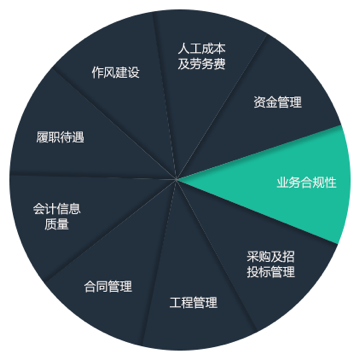 人工成本
及劳务费
资金管理
业务合规性
采购及招
投标管理
工程管理
合同管理
会计信息
质量
履职待遇
作风建设